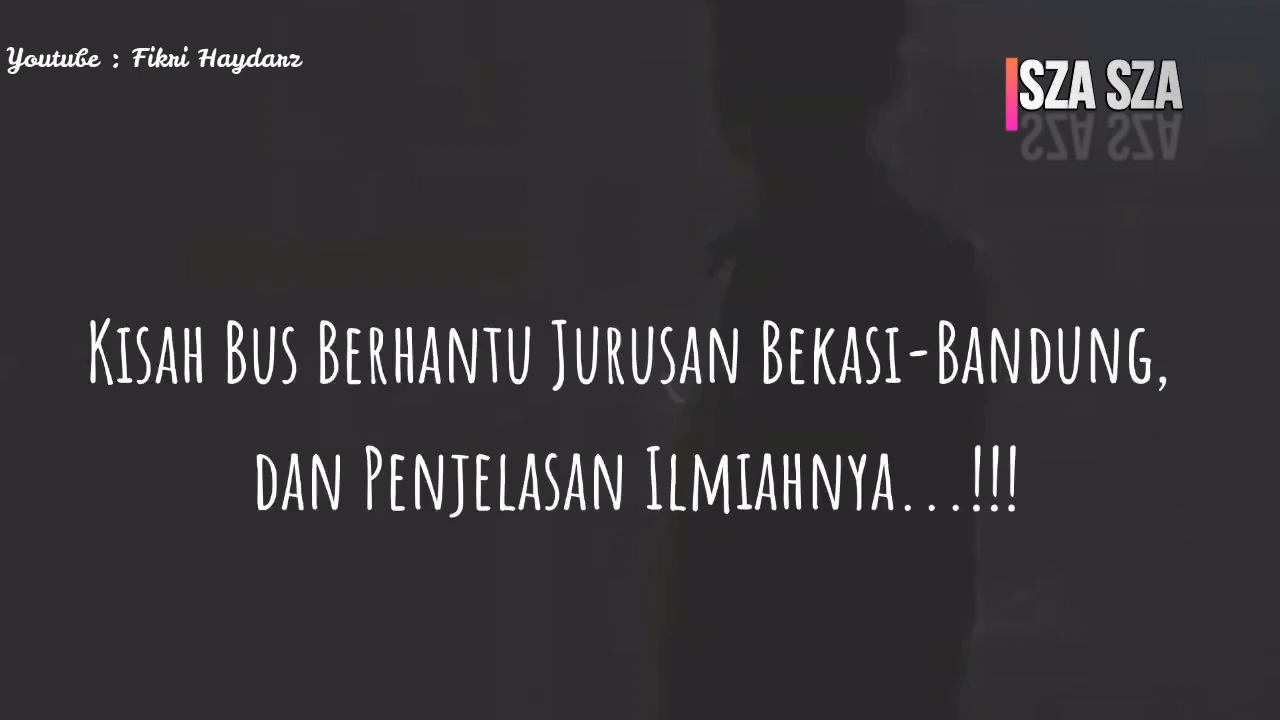 Youtube : Fikri Haydarz
SZA SZA
Kisah Bus Berhantu Jurusan Bekasi-Bandung,
dan Penjelasan Ilmiahnya...!!!